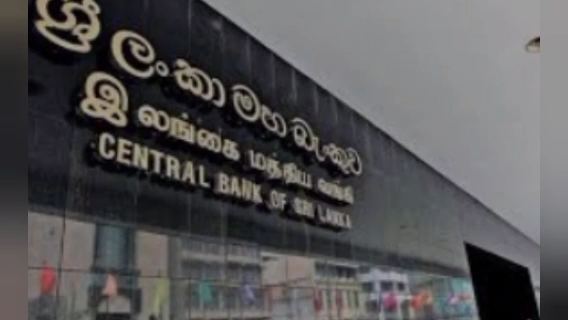 ශ්‍රී ලංකා මහ බැංකුව
இலங்கை மத்திய வங்கி
CENTRAL BANK OF SRI LANKA